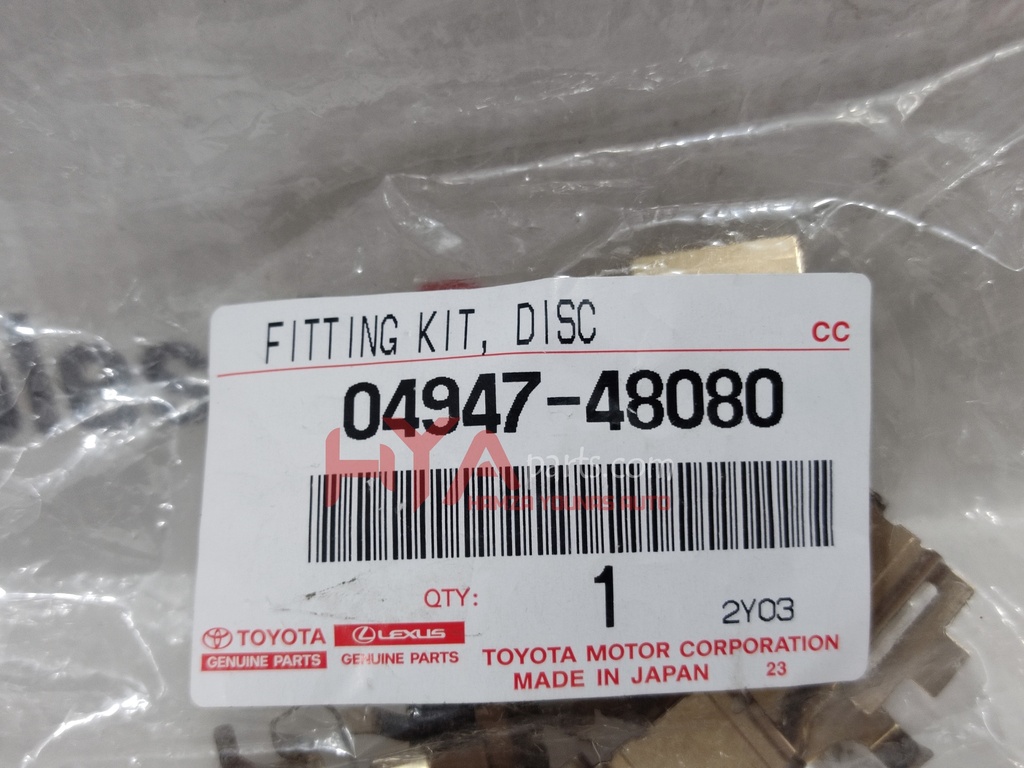 FITTING KIT, DISC
CC
04947-48080
HYA parts.com
QTY: 1 2Y03
TOYOTA LEXUS
GENUINE PARTS GENUINE PARTS
TOYOTA MOTOR CORPORATION
MADE IN JAPAN 23